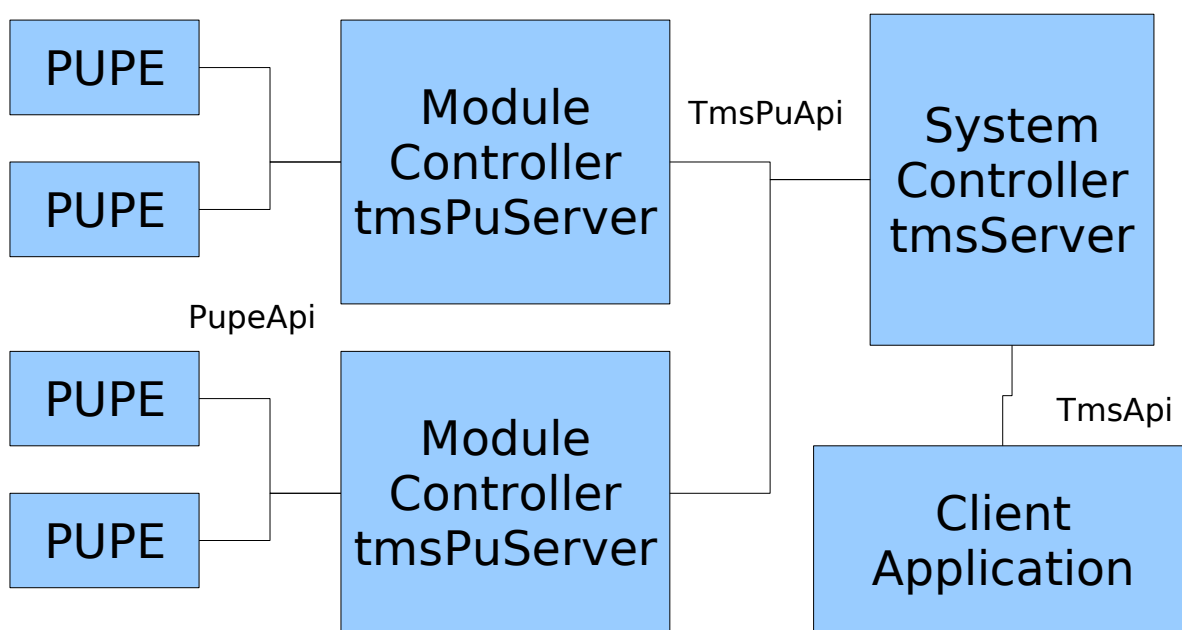 PUPE
PUPE
Module
Controller
tmsPuServer
TmsPuApi
System
Controller
tmsServer
PupeApi
PUPE
PUPE
Module
Controller
tmsPuServer
TmsApi
Client
Application